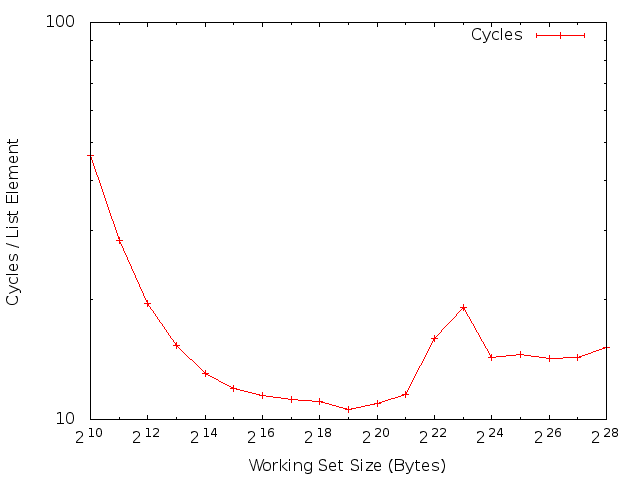 100
Cycles
Cycles / List Element
10
2^10 2^12 2^14 2^16 2^18 2^20 2^22 2^24 2^26 2^28
Working Set Size (Bytes)